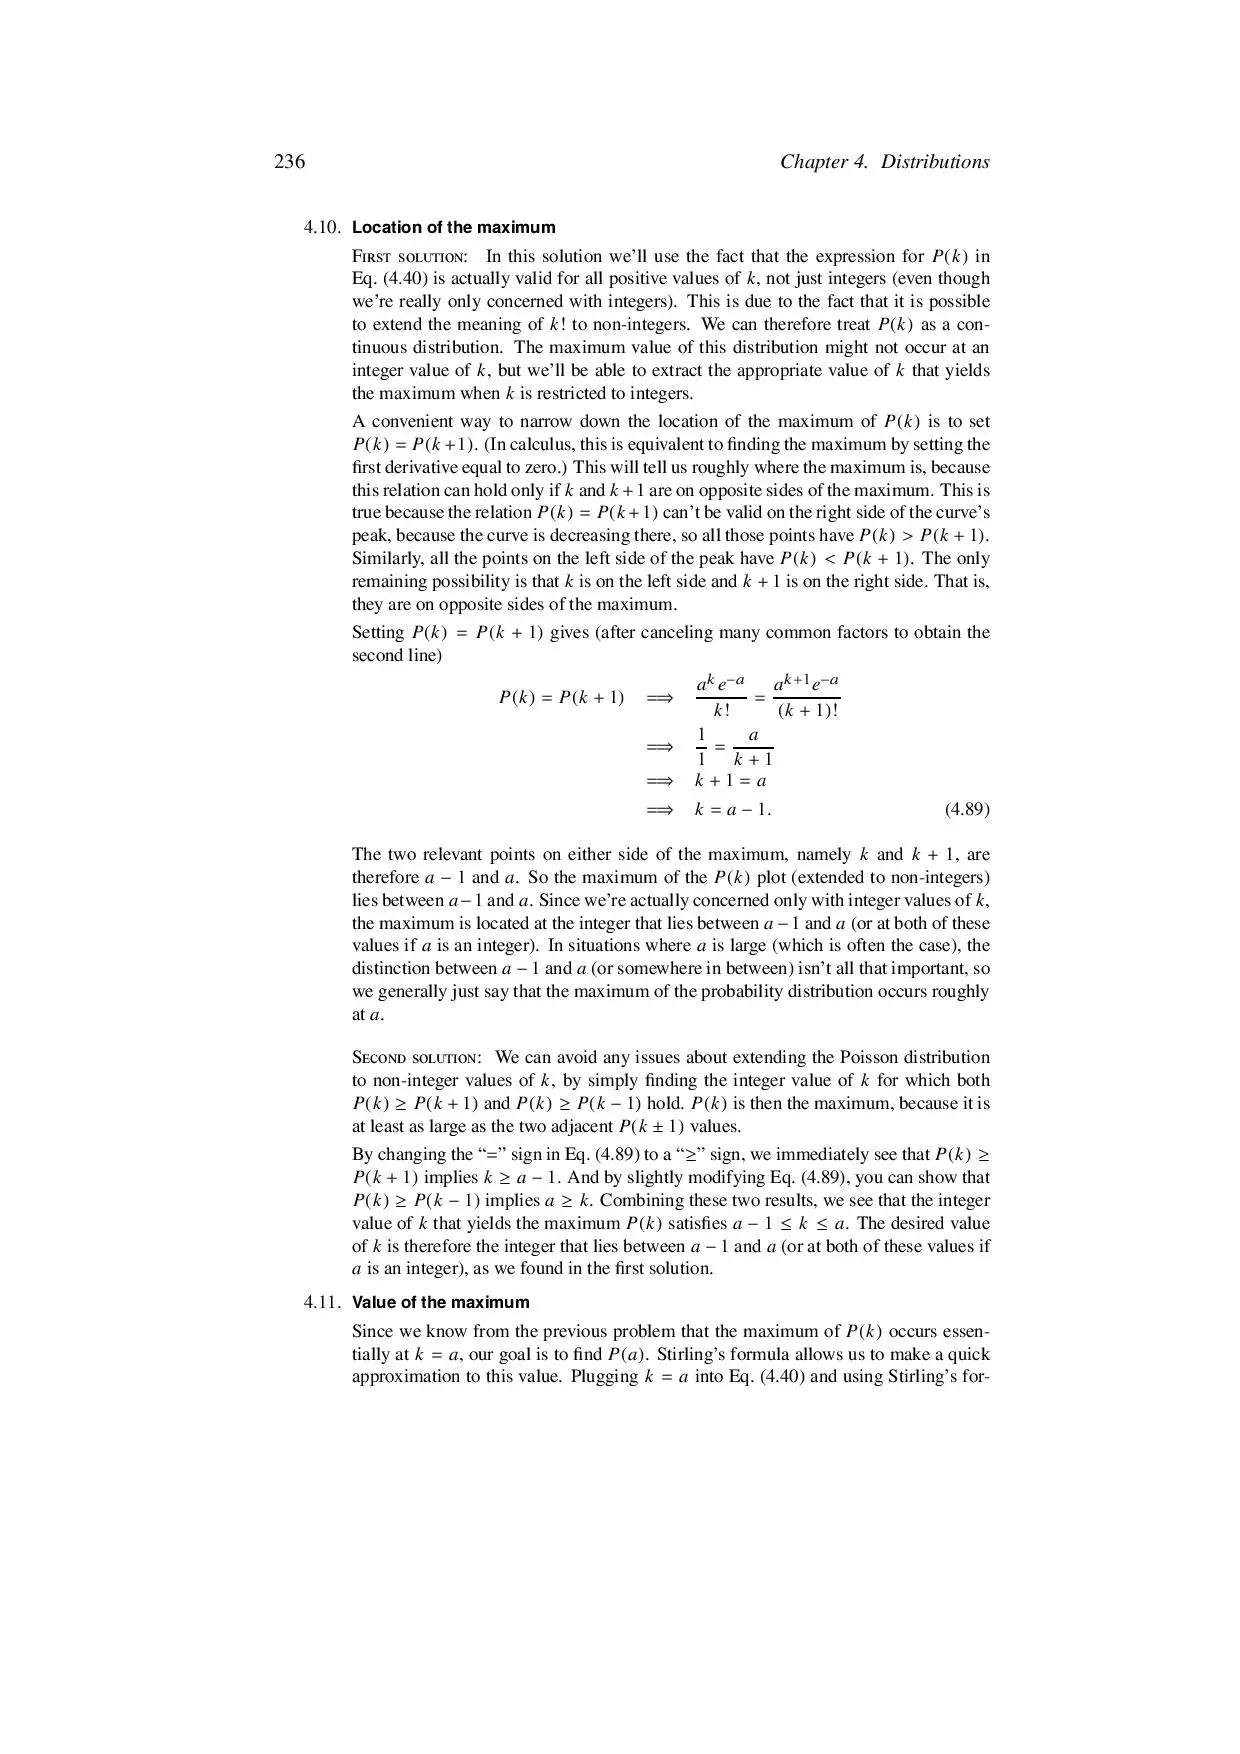 236 Chapter 4. Distributions
4.10. Location of the maximum
First solution: In this solution we'll use the fact that the expression for P(k) in
Eq. (4.40) is actually valid for all positive values of k, not just integers (even though
we're really only concerned with integers). This is due to the fact that it is possible
to extend the meaning of k! to non-integers. We can therefore treat P(k) as a con-
tinuous distribution. The maximum value of this distribution might not occur at an
integer value of k, but we'll be able to extract the appropriate value of k that yields
the maximum when k is restricted to integers.
A convenient way to narrow down the location of the maximum of P(k) is to set
P(k) = P(k+1). (In calculus, this is equivalent to finding the maximum by setting the
first derivative equal to zero.) This will tell us roughly where the maximum is, because
this relation can hold only if k and k+1 are on opposite sides of the maximum. This is
true because the relation P(k) = P(k+1) can't be valid on the right side of the curve's
peak, because the curve is decreasing there, so all those points have P(k) > P(k + 1).
Similarly, all the points on the left side of the peak have P(k) < P(k + 1). The only
remaining possibility is that k is on the left side and k + 1 is on the right side. That is,
they are on opposite sides of the maximum.
Setting P(k) = P(k + 1) gives (after canceling many common factors to obtain the
second line)
P(k) = P(k + 1) ⟹ a^k e^{−a} / k! = a^{k+1} e^{−a} / (k + 1)!
⟹ 1/1 = a / (k + 1)
⟹ k + 1 = a
⟹ k = a − 1. (4.89)
The two relevant points on either side of the maximum, namely k and k + 1, are
therefore a − 1 and a. So the maximum of the P(k) plot (extended to non-integers)
lies between a−1 and a. Since we're actually concerned only with integer values of k,
the maximum is located at the integer that lies between a−1 and a (or at both of these
values if a is an integer). In situations where a is large (which is often the case), the
distinction between a − 1 and a (or somewhere in between) isn't all that important, so
we generally just say that the maximum of the probability distribution occurs roughly
at a.
Second solution: We can avoid any issues about extending the Poisson distribution
to non-integer values of k, by simply finding the integer value of k for which both
P(k) ≥ P(k + 1) and P(k) ≥ P(k − 1) hold. P(k) is then the maximum, because it is
at least as large as the two adjacent P(k ± 1) values.
By changing the "=" sign in Eq. (4.89) to a "≥" sign, we immediately see that P(k) ≥
P(k + 1) implies k ≥ a − 1. And by slightly modifying Eq. (4.89), you can show that
P(k) ≥ P(k − 1) implies a ≥ k. Combining these two results, we see that the integer
value of k that yields the maximum P(k) satisfies a − 1 ≤ k ≤ a. The desired value
of k is therefore the integer that lies between a − 1 and a (or at both of these values if
a is an integer), as we found in the first solution.
4.11. Value of the maximum
Since we know from the previous problem that the maximum of P(k) occurs essen-
tially at k = a, our goal is to find P(a). Stirling's formula allows us to make a quick
approximation to this value. Plugging k = a into Eq. (4.40) and using Stirling's for-